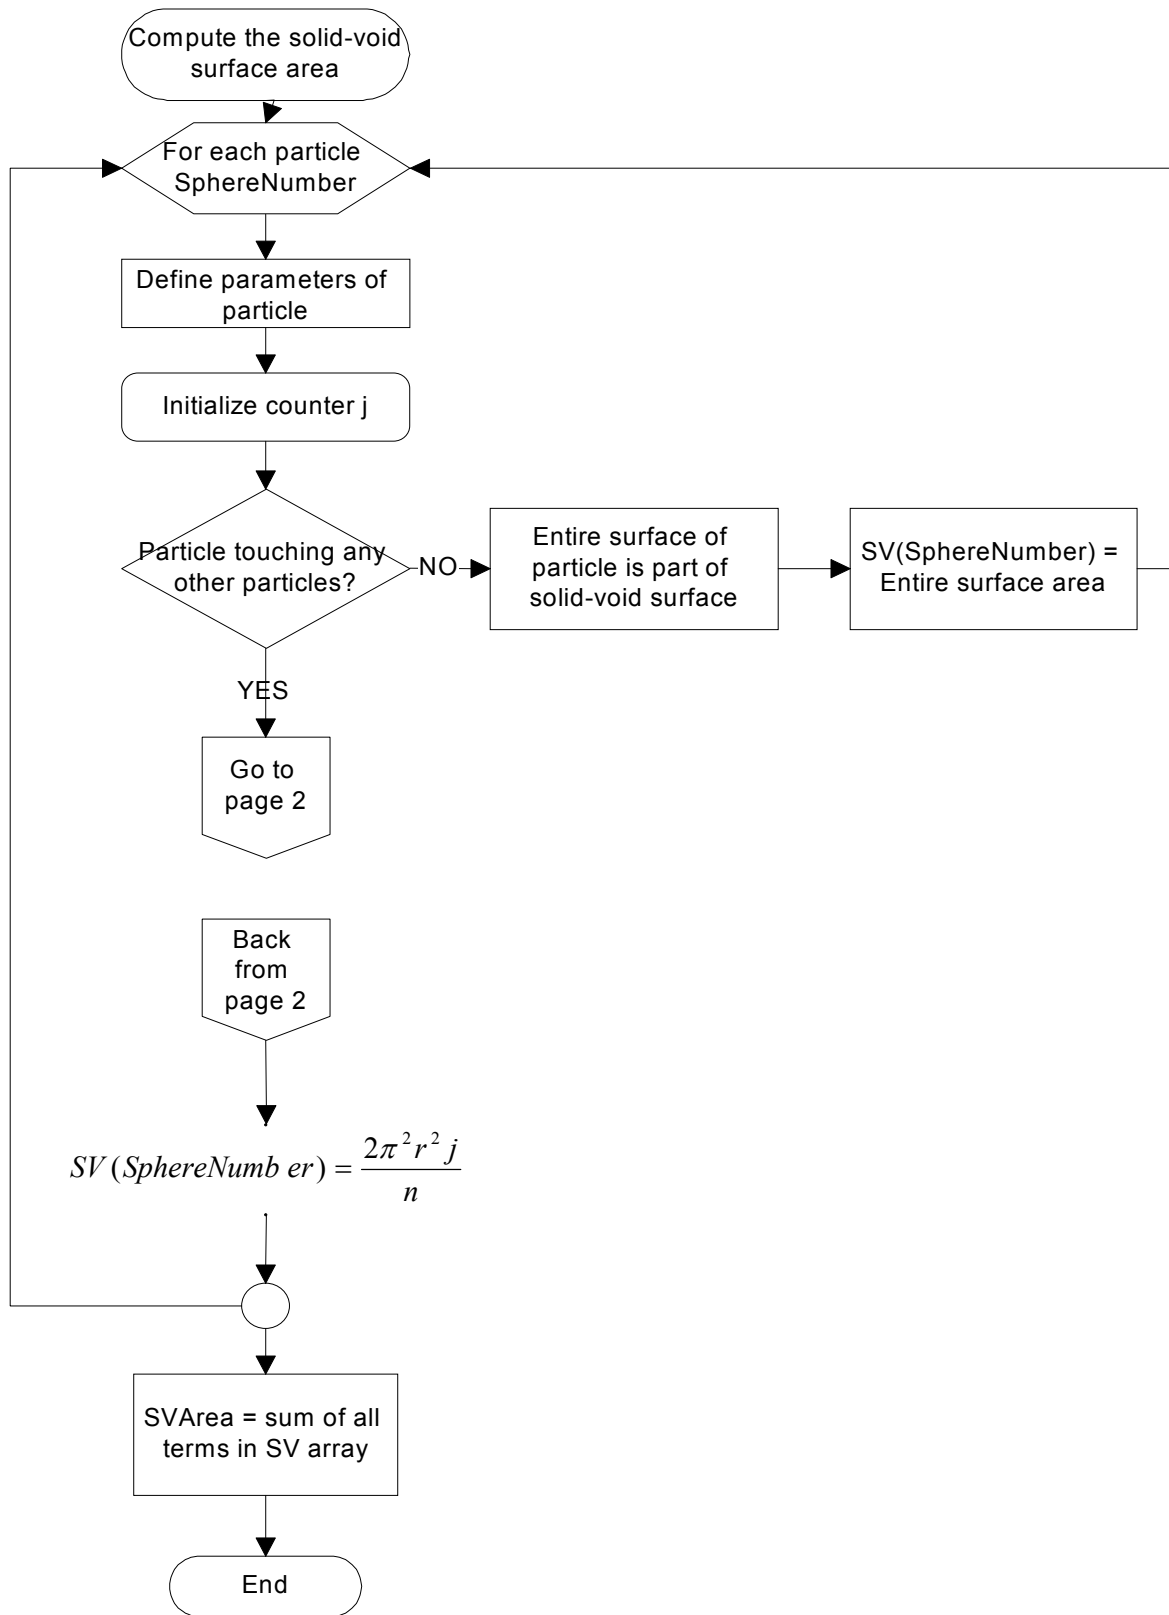 Compute the solid-void
surface area
For each particle
SphereNumber
Define parameters of
particle
Initialize counter j
Particle touching any
other particles?
NO
Entire surface of
particle is part of
solid-void surface
SV(SphereNumber) =
Entire surface area
YES
Go to
page 2
Back
from
page 2
SV(SphereNumb er) = \frac{2π²r²j}{n}
SVArea = sum of all
terms in SV array
End